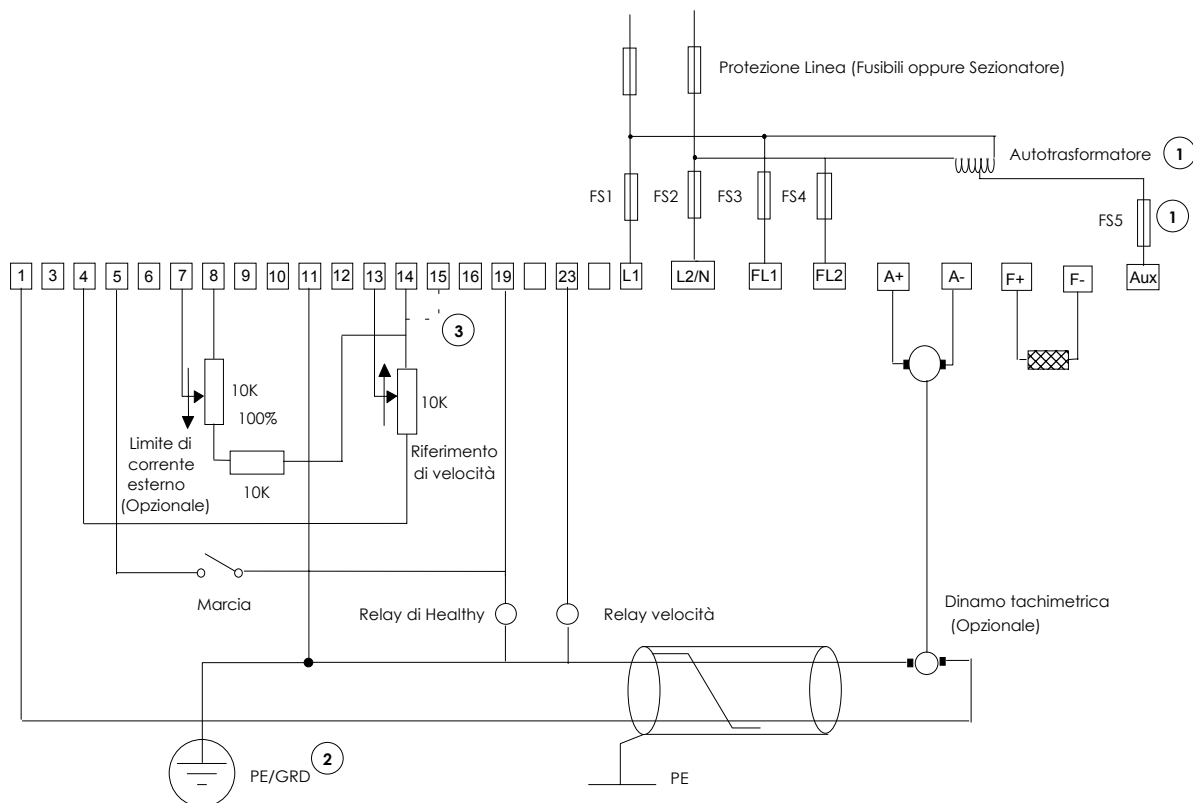 Protezione Linea (Fusibili oppure Sezionatore)
Autotrasformatore 1
FS1 FS2 FS3 FS4
FS5 1
1 3 4 5 6 7 8 9 10 11 12 13 14 15 16 19 23 L1 L2/N FL1 FL2 A+ A- F+ F- Aux
3
10K
100%
10K
Limite di
corrente
esterno
(Opzionale)
10K
Riferimento
di velocità
Marcia
Relay di Healthy
Relay velocità
Dinamo tachimetrica
(Opzionale)
PE/GRD 2
PE